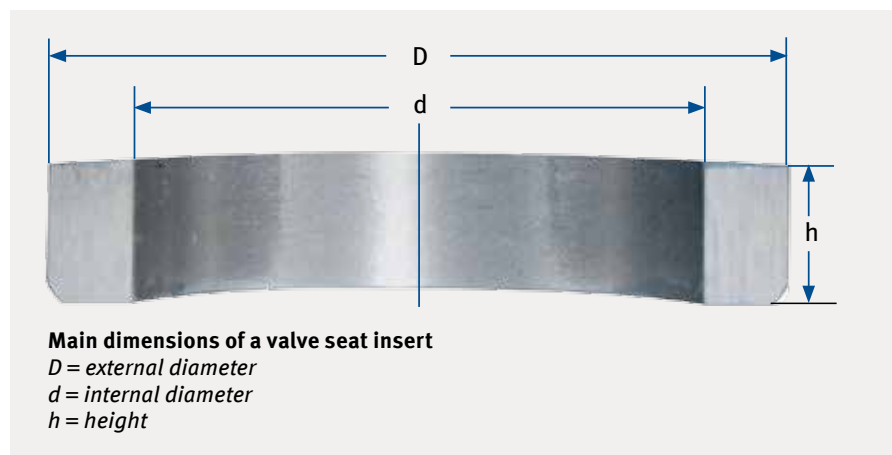 D
d
h
Main dimensions of a valve seat insert
D = external diameter
d = internal diameter
h = height